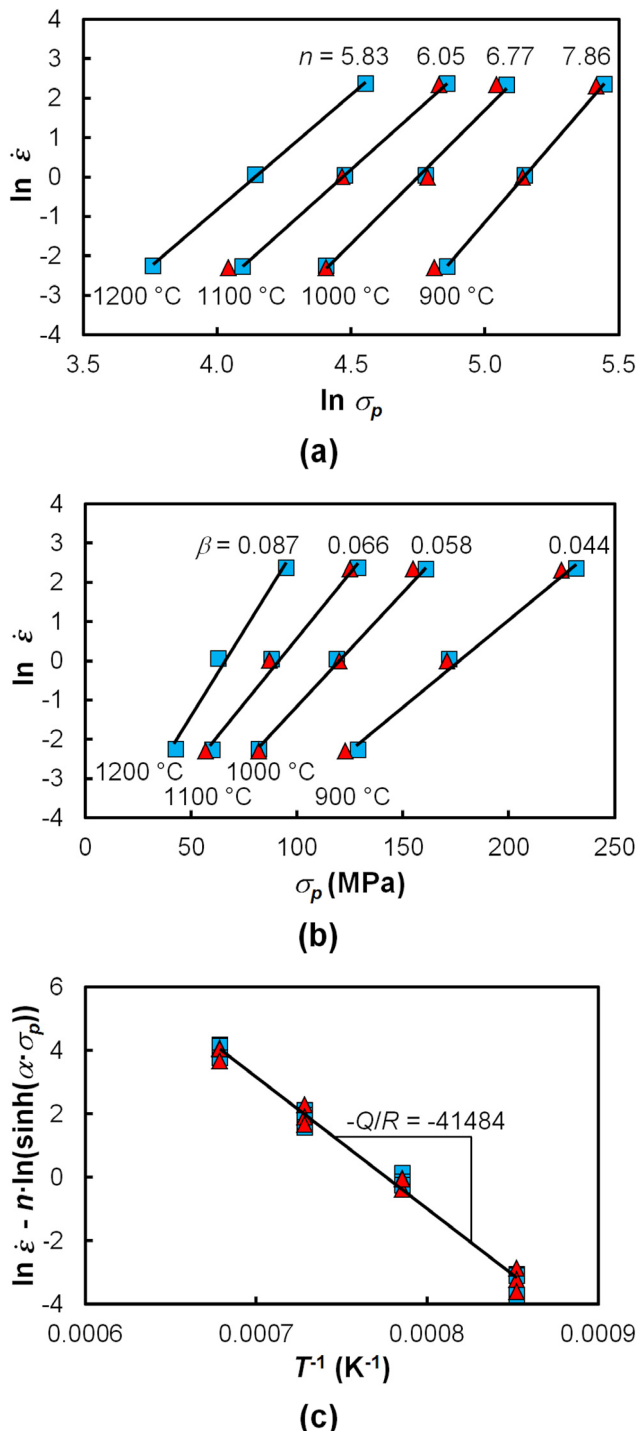 4
3
2
1
0
-1
-2
-3
-4
n = 5.83 6.05 6.77 7.86
1200 °C 1100 °C 1000 °C 900 °C
3.5 4.0 4.5 5.0 5.5
ln ε̇
ln σp
(a)
4
3
2
1
0
-1
-2
-3
-4
β = 0.087 0.066 0.058 0.044
1200 °C 1000 °C
1100 °C 900 °C
0 50 100 150 200 250
ln ε̇
σp (MPa)
(b)
6
4
2
0
-2
-4
-Q/R = -41484
0.0006 0.0007 0.0008 0.0009
ln ε̇ - n·ln(sinh(α·σp))
T-1 (K-1)
(c)